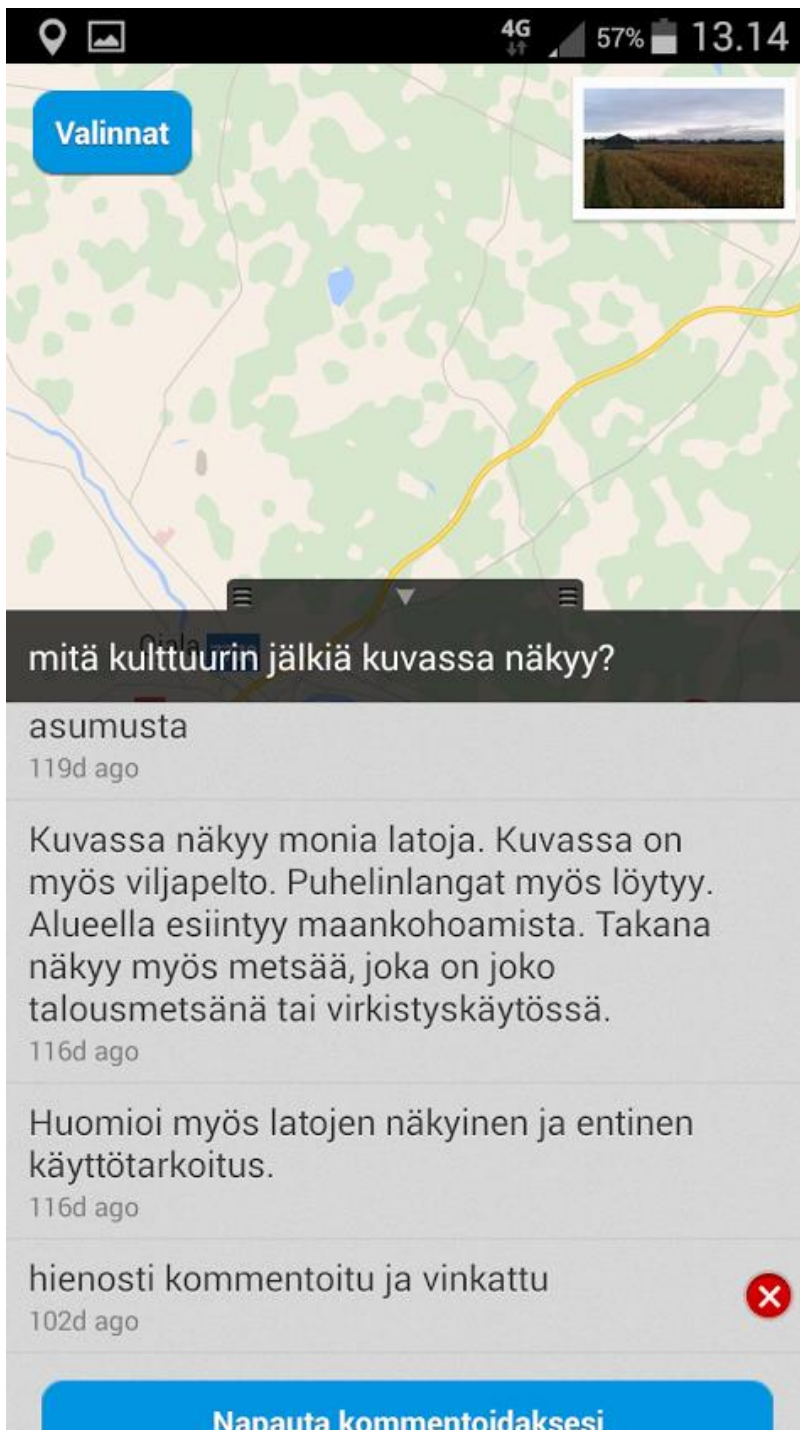 4G 57% 13.14
Valinnat
Ojala
mitä kulttuurin jälkiä kuvassa näkyy?
asumusta
119d ago
Kuvassa näkyy monia latoja. Kuvassa on
myös viljapelto. Puhelinlangat myös löytyy.
Alueella esiintyy maankohoamista. Takana
näkyy myös metsää, joka on joko
talousmetsänä tai virkistyskäytössä.
116d ago
Huomioi myös latojen näkyinen ja entinen
käyttötarkoitus.
116d ago
hienosti kommentoitu ja vinkattu
102d ago
Napauta kommentoidaksesi